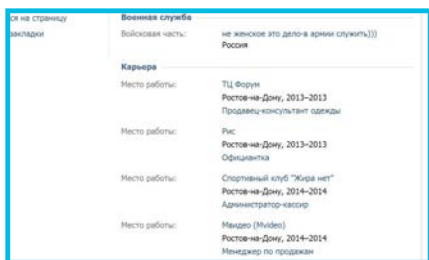 ся на страницу
закладки
Военная служба
Войсковая часть: не женское это дело-в армии служить)))
Россия
Карьера
Место работы: ТЦ Форум
Ростов-на-Дону, 2013–2013
Продавец-консультант одежды
Место работы: Рис
Ростов-на-Дону, 2013–2013
Официантка
Место работы: Спортивный клуб "Жира нет"
Ростов-на-Дону, 2014–2014
Администратор-кассир
Место работы: Мвидео (Mvideo)
Ростов-на-Дону, 2014–2014
Менеджер по продажам